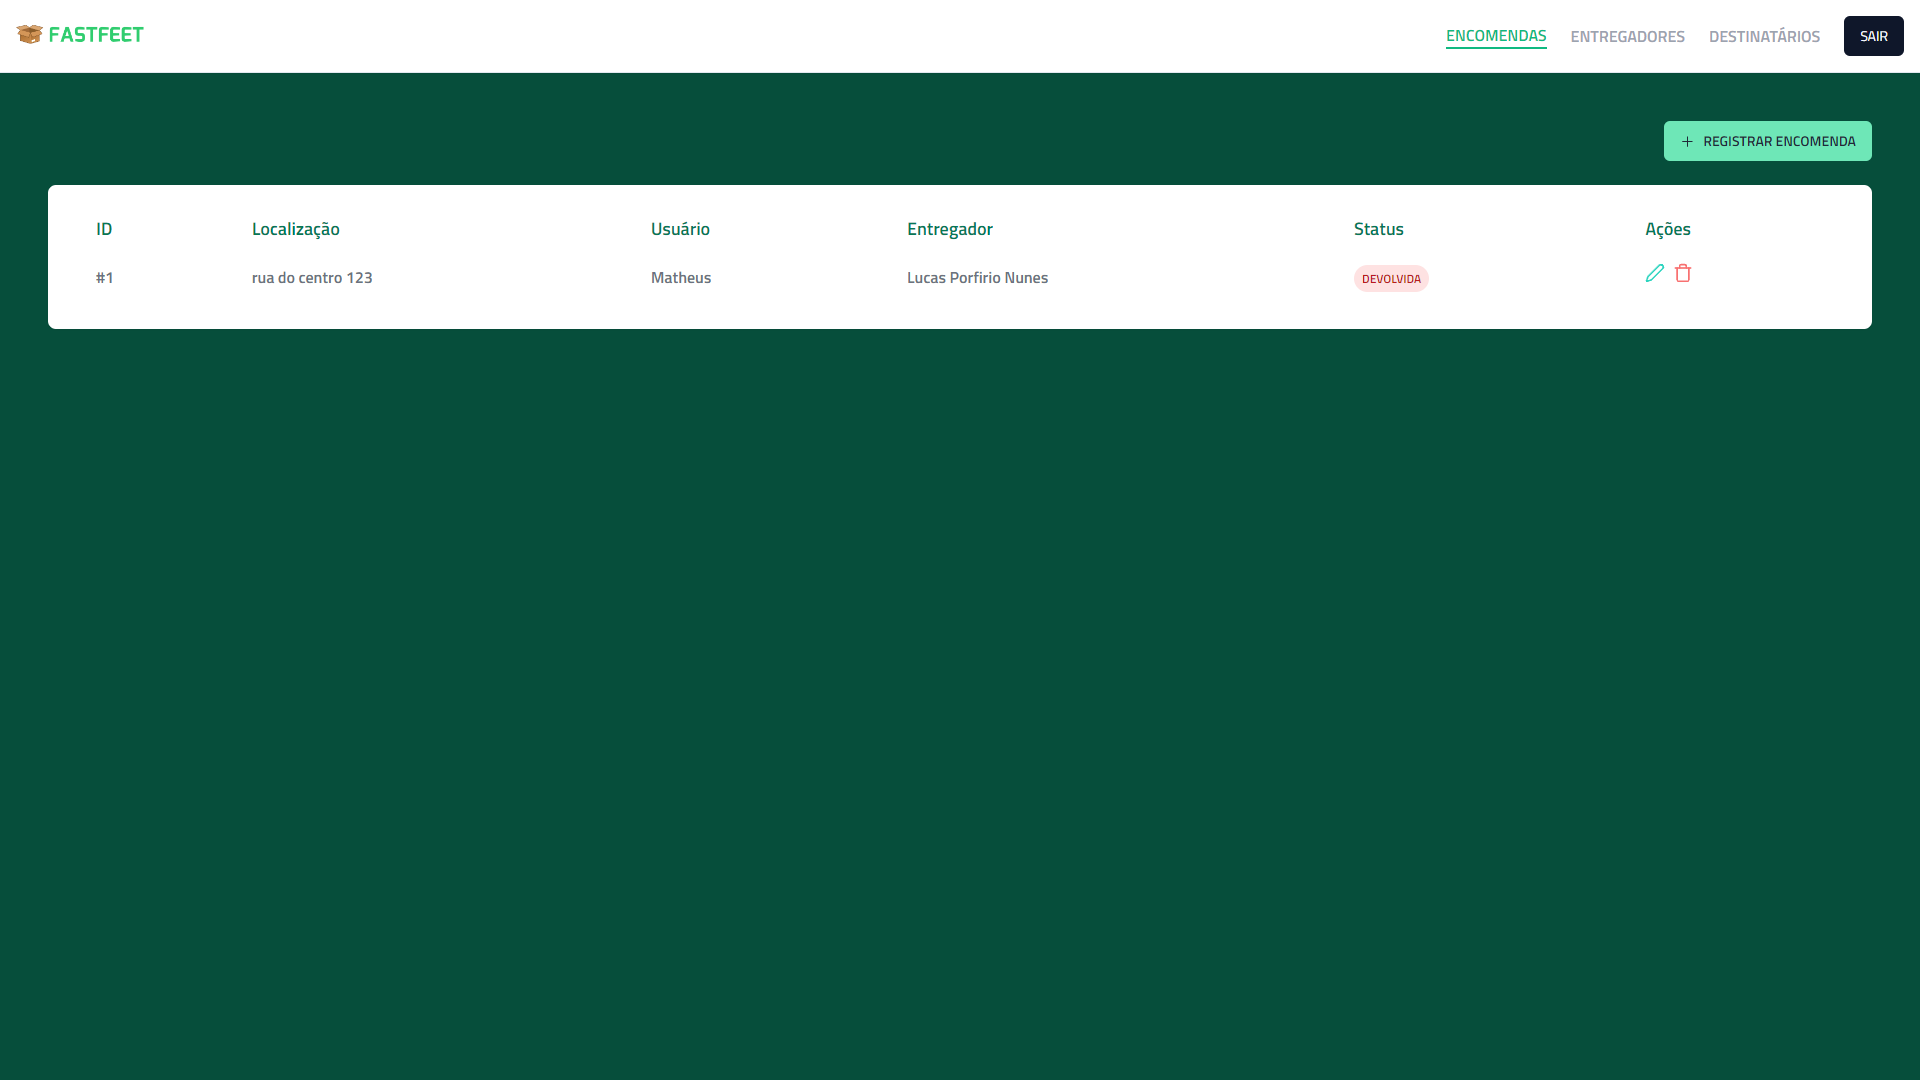 FASTFEET
ENCOMENDAS ENTREGADORES DESTINATÁRIOS SAIR
REGISTRAR ENCOMENDA
ID Localização Usuário Entregador Status Ações
#1 rua do centro 123 Matheus Lucas Porfirio Nunes DEVOLVIDA